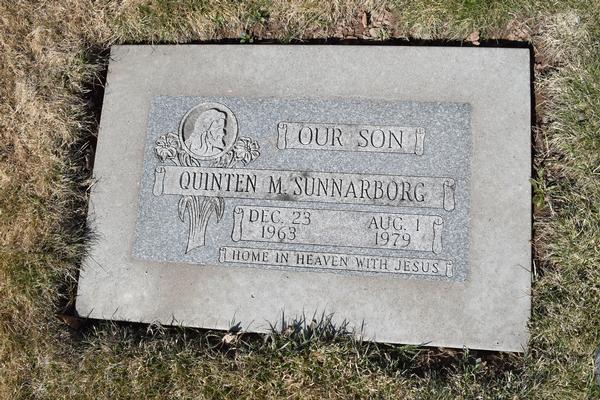 OUR SON
QUINTEN M. SUNNARBORG
DEC. 23 AUG. 1
1963 1979
HOME IN HEAVEN WITH JESUS